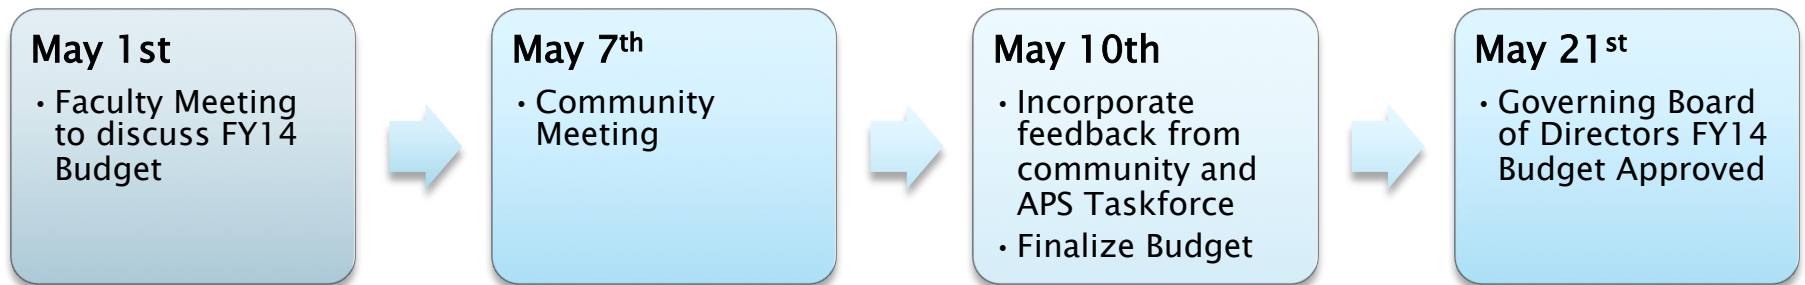 May 1st
• Faculty Meeting
to discuss FY14
Budget
May 7th
• Community
Meeting
May 10th
• Incorporate
feedback from
community and
APS Taskforce
• Finalize Budget
May 21st
• Governing Board
of Directors FY14
Budget Approved